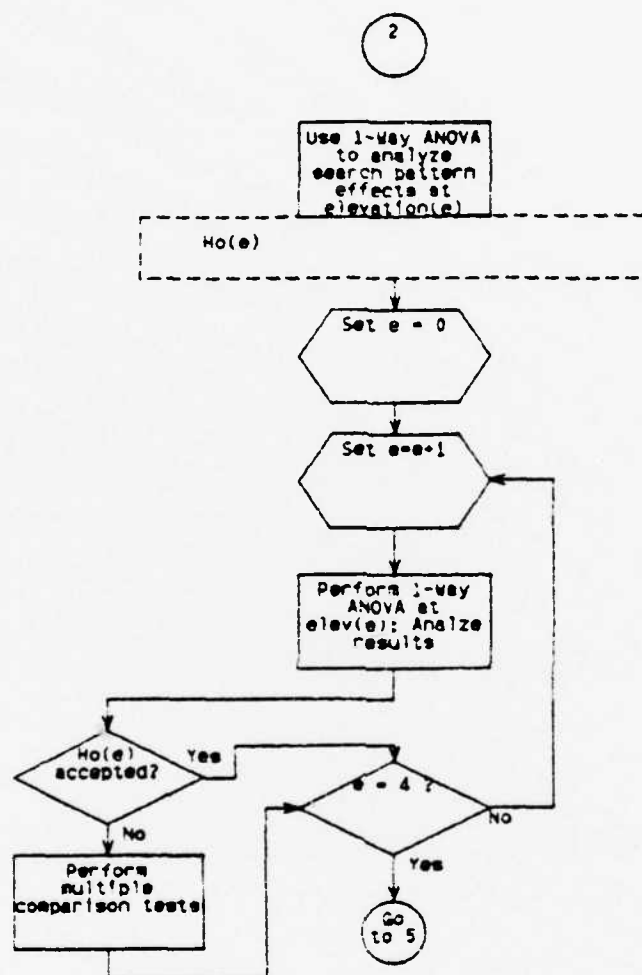 2
Use 1-Way ANOVA
to analyze
search pattern
effects at
elevation(e)
Ho(e)
Set e = 0
Set e=e+1
Perform 1-Way
ANOVA at
elev(e); Analze
results
Ho(e)
accepted?
Yes
No
e = 4 ?
No
Yes
Perform
multiple
comparison tests
Go
to 5